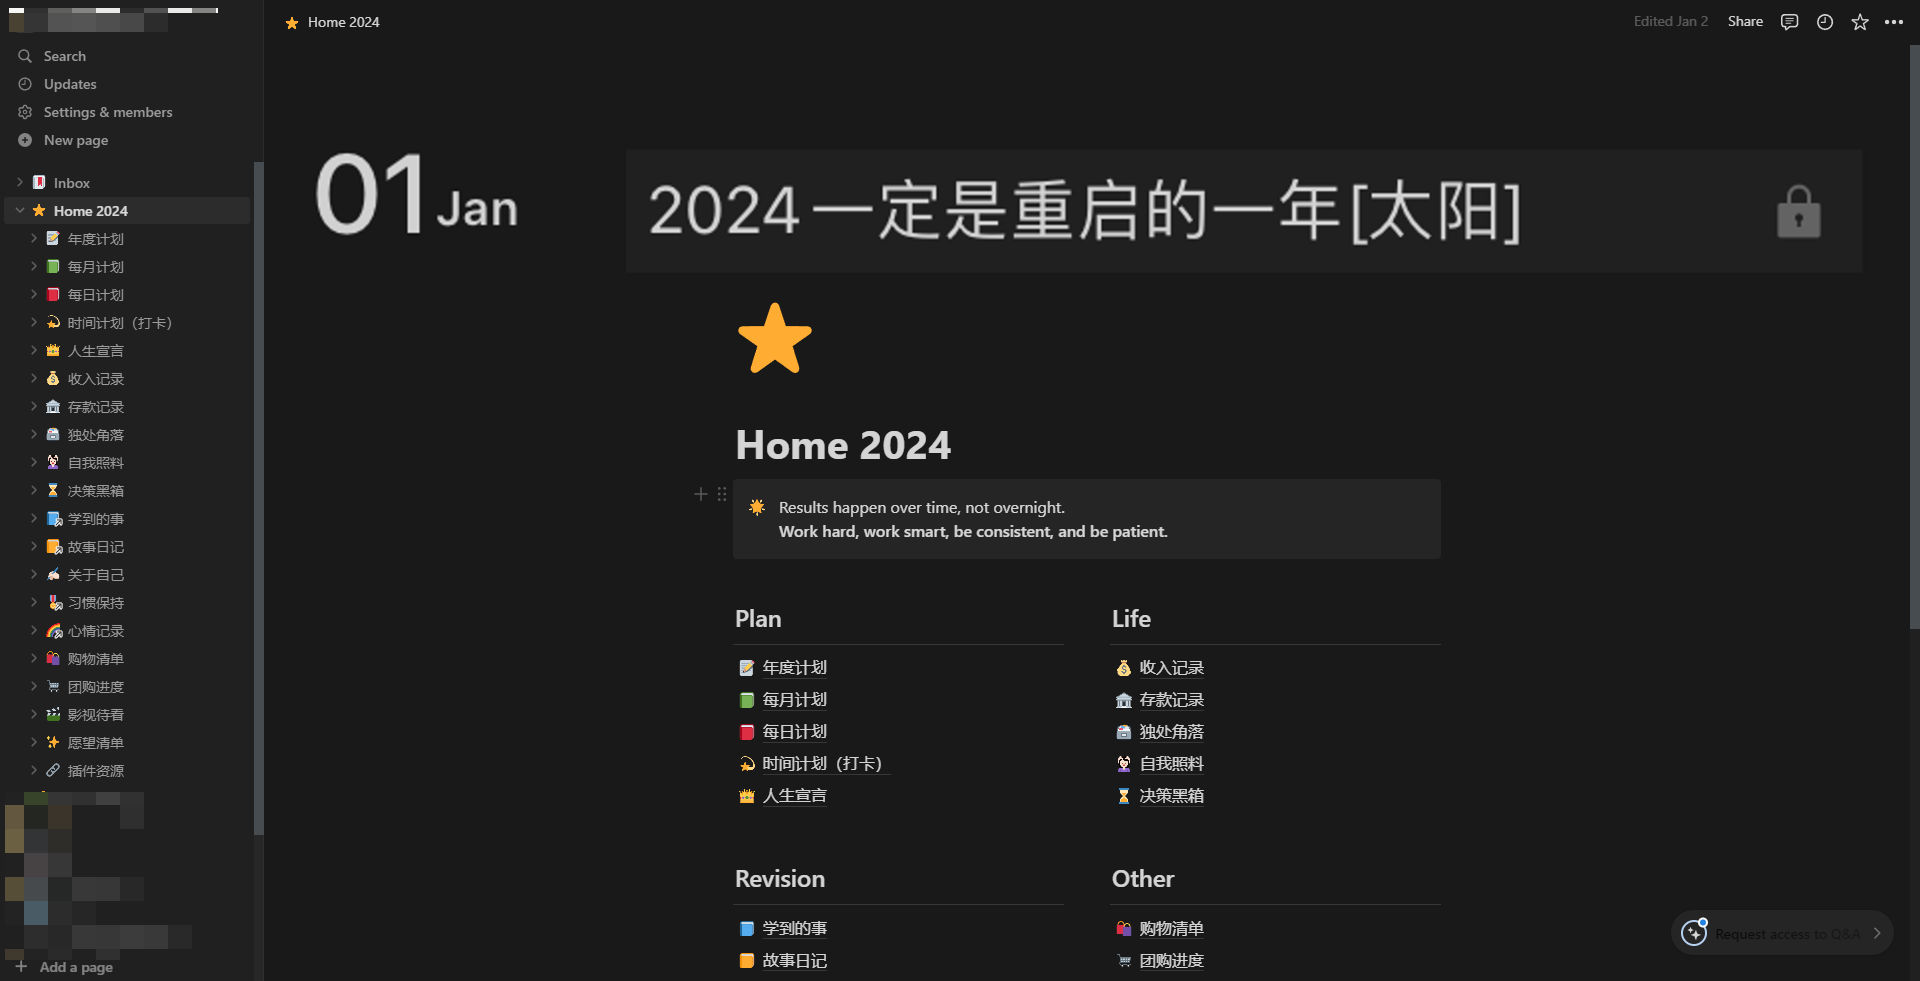 Search
Updates
Settings & members
New page
Inbox
Home 2024
年度计划
每月计划
每日计划
时间计划（打卡）
人生宣言
收入记录
存款记录
独处角落
自我照料
决策黑箱
学到的事
故事日记
关于自己
习惯保持
心情记录
购物清单
团购进度
影视待看
愿望清单
插件资源
Add a page
Home 2024
Edited Jan 2 Share
01 Jan
2024一定是重启的一年[太阳]
Home 2024
Results happen over time, not overnight.
Work hard, work smart, be consistent, and be patient.
Plan
年度计划
每月计划
每日计划
时间计划（打卡）
人生宣言
Life
收入记录
存款记录
独处角落
自我照料
决策黑箱
Revision
学到的事
故事日记
Other
购物清单
团购进度
Request access to Q&A